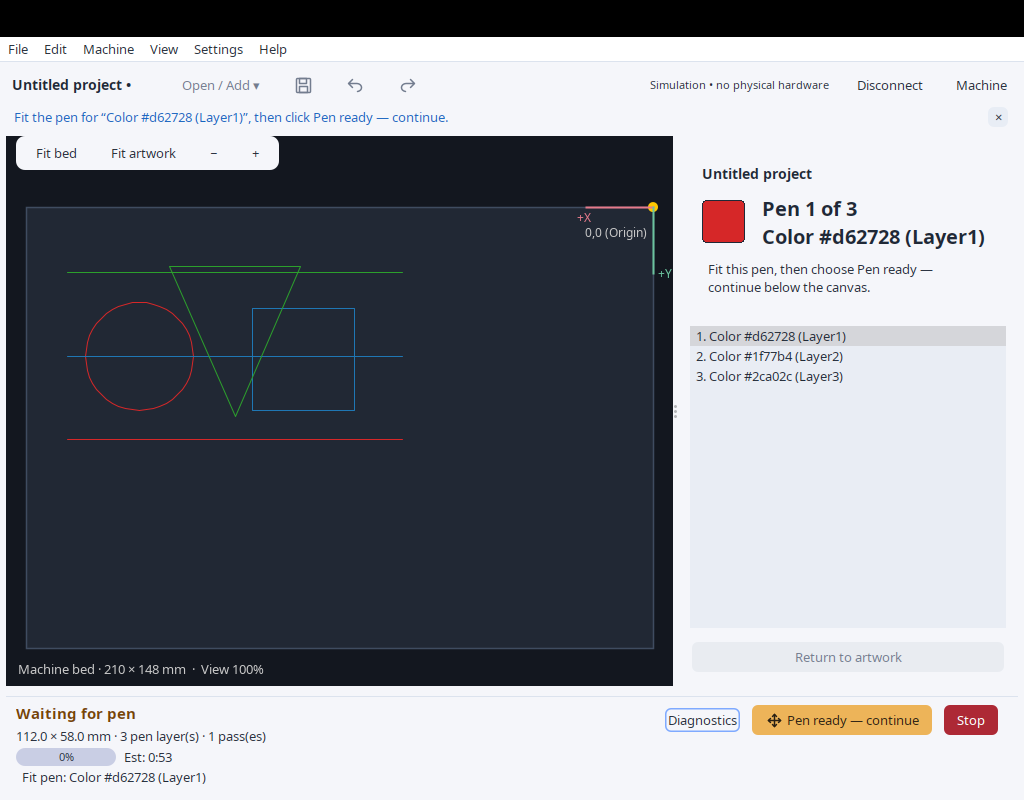 File Edit Machine View Settings Help
Untitled project • Open / Add ▾ Simulation • no physical hardware Disconnect Machine
Fit the pen for “Color #d62728 (Layer1)”, then click Pen ready — continue. ×
Fit bed Fit artwork − +
+X
0,0 (Origin)
+Y
Machine bed · 210 × 148 mm · View 100%
Untitled project
Pen 1 of 3
Color #d62728 (Layer1)
Fit this pen, then choose Pen ready —
continue below the canvas.
1. Color #d62728 (Layer1)
2. Color #1f77b4 (Layer2)
3. Color #2ca02c (Layer3)
Return to artwork
Waiting for pen
112.0 × 58.0 mm · 3 pen layer(s) · 1 pass(es)
0% Est: 0:53
Fit pen: Color #d62728 (Layer1)
Diagnostics Pen ready — continue Stop